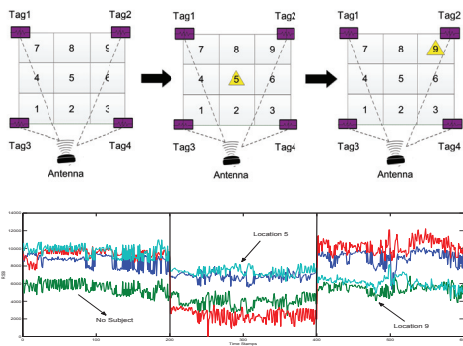 Tag1 Tag2 Tag1 Tag2 Tag1 Tag2
7 8 9 7 8 9 7 8 9
4 5 6 4 5 6 4 5 6
1 2 3 1 2 3 1 2 3
Tag3 Tag4 Tag3 Tag4 Tag3 Tag4
Antenna Antenna Antenna
14000
12000
10000
8000
6000
4000
2000
RSSI
Location 5
No Subject
Location 9
0 100 200 300 400 500
Time Stamps